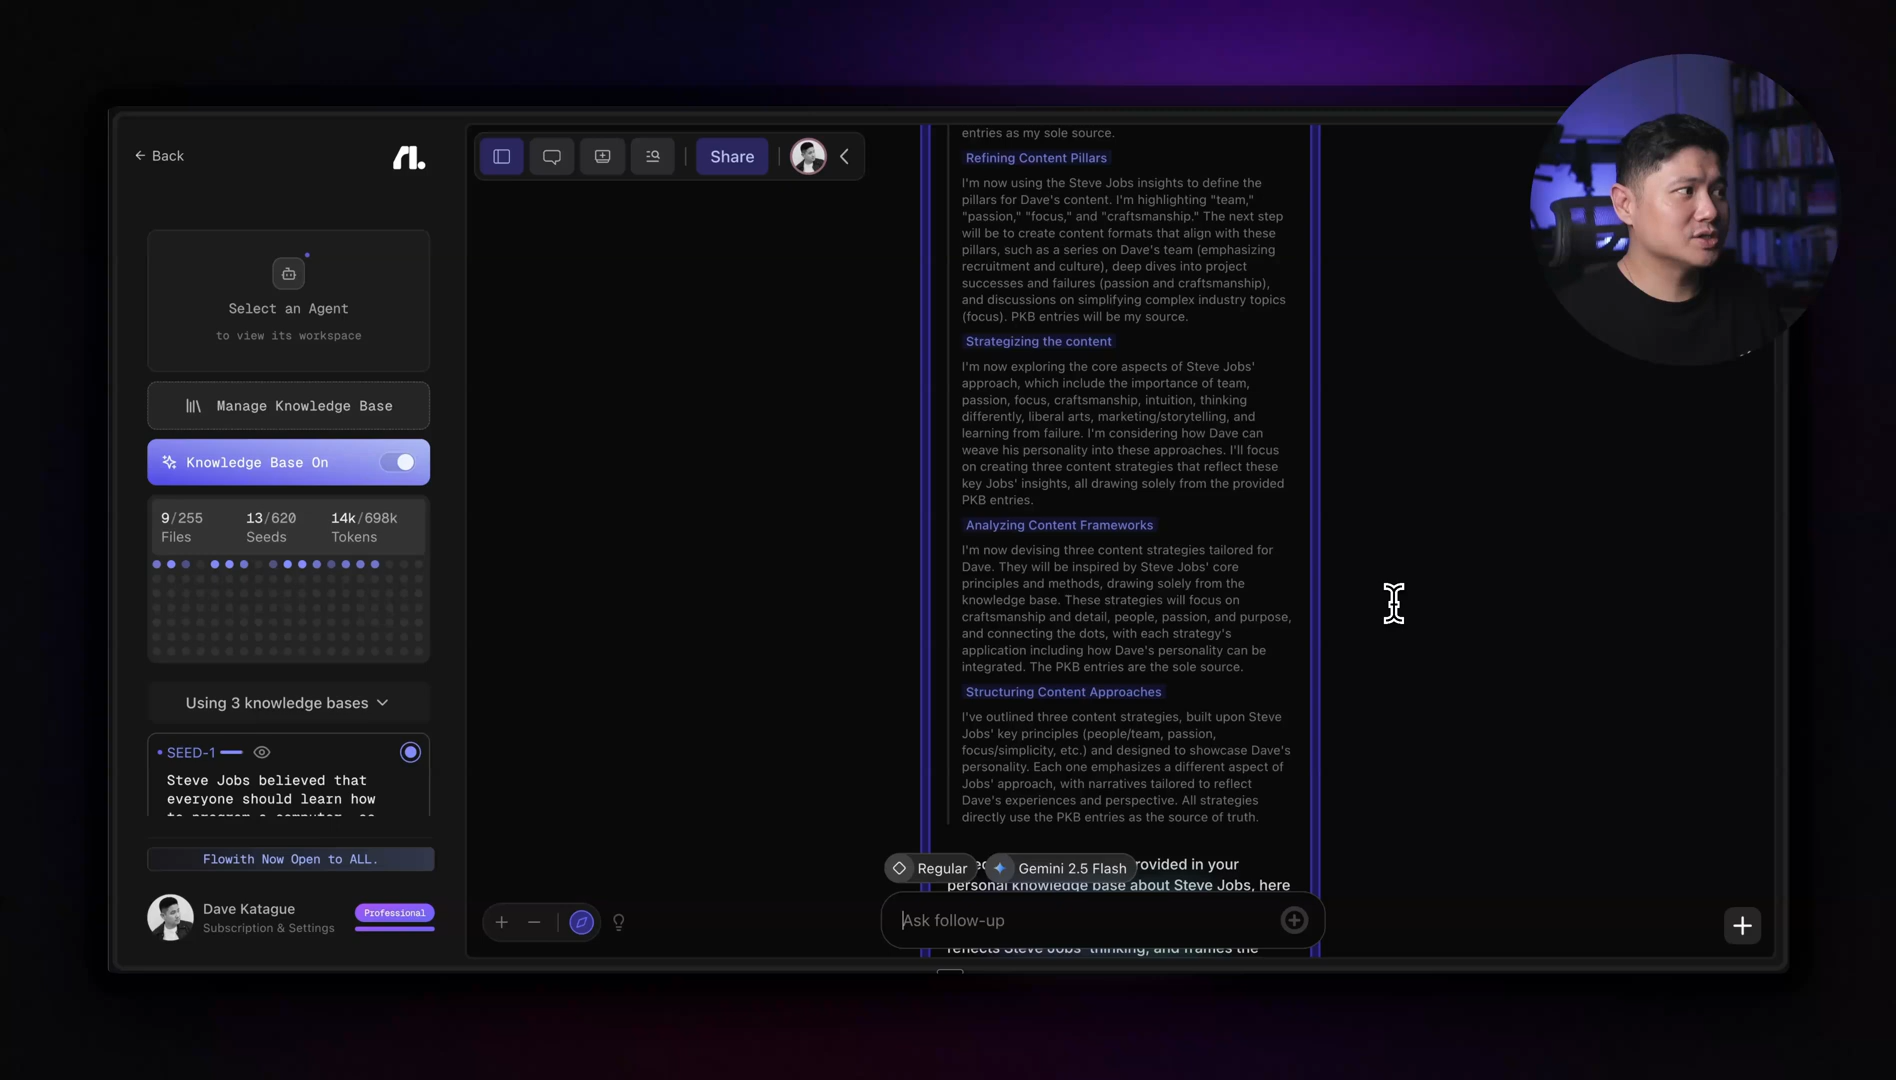 Back
Select an Agent
to view its workspace
Manage Knowledge Base
Knowledge Base On
9/255
Files
13/620
Seeds
14k/698k
Tokens
Using 3 knowledge bases
SEED-1
Steve Jobs believed that
everyone should learn how
to program a computer, as
Flowith Now Open to ALL.
Dave Katague
Subscription & Settings
Professional
Share
entries as my sole source.
Refining Content Pillars
I'm now using the Steve Jobs insights to define the
pillars for Dave's content. I'm highlighting "team,"
"passion," "focus," and "craftsmanship." The next step
will be to create content formats that align with these
pillars, such as a series on Dave's team (emphasizing
recruitment and culture), deep dives into project
successes and failures (passion and craftsmanship),
and discussions on simplifying complex industry topics
(focus). PKB entries will be my source.
Strategizing the content
I'm now exploring the core aspects of Steve Jobs'
approach, which include the importance of team,
passion, focus, craftsmanship, intuition, thinking
differently, liberal arts, marketing/storytelling, and
learning from failure. I'm considering how Dave can
weave his personality into these approaches. I'll focus
on creating three content strategies that reflect these
key Jobs' insights, all drawing solely from the provided
PKB entries.
Analyzing Content Frameworks
I'm now devising three content strategies tailored for
Dave. They will be inspired by Steve Jobs' core
principles and methods, drawing solely from the
knowledge base. These strategies will focus on
craftsmanship and detail, people, passion, and purpose,
and connecting the dots, with each strategy's
application including how Dave's personality can be
integrated. The PKB entries are the sole source.
Structuring Content Approaches
I've outlined three content strategies, built upon Steve
Jobs' key principles (people/team, passion,
focus/simplicity, etc.) and designed to showcase Dave's
personality. Each one emphasizes a different aspect of
Jobs' approach, with narratives tailored to reflect
Dave's experiences and perspective. All strategies
directly use the PKB entries as the source of truth.
rovided in your
personal knowledge base about Steve Jobs, here
Regular
Gemini 2.5 Flash
Ask follow-up
reflects Steve Jobs' thinking, and frames the